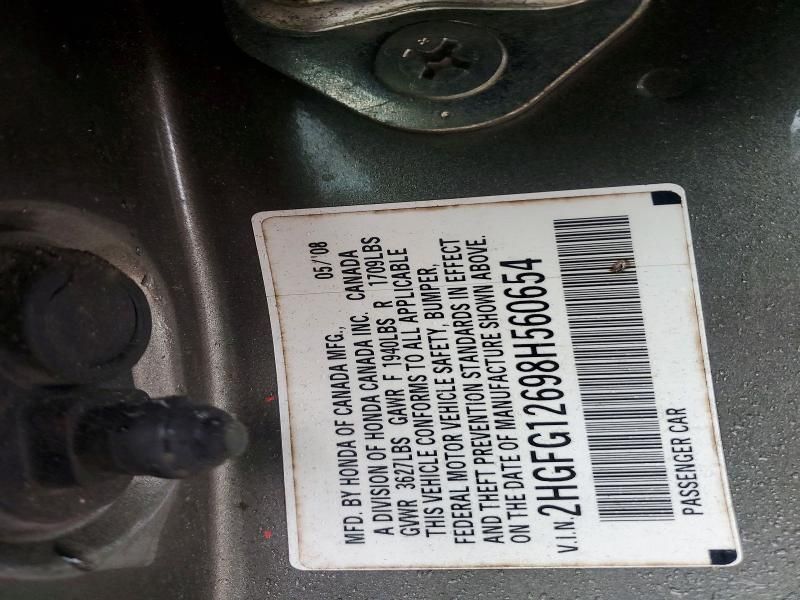 MFD. BY HONDA OF CANADA MFG., 05/'08
A DIVISION OF HONDA CANADA INC. CANADA
GVWR 3627LBS GAWR F 1940LBS R 1709LBS
THIS VEHICLE CONFORMS TO ALL APPLICABLE
FEDERAL MOTOR VEHICLE SAFETY, BUMPER,
AND THEFT PREVENTION STANDARDS IN EFFECT
ON THE DATE OF MANUFACTURE SHOWN ABOVE.
V.I.N. 2HGFG12698H560654
PASSENGER CAR